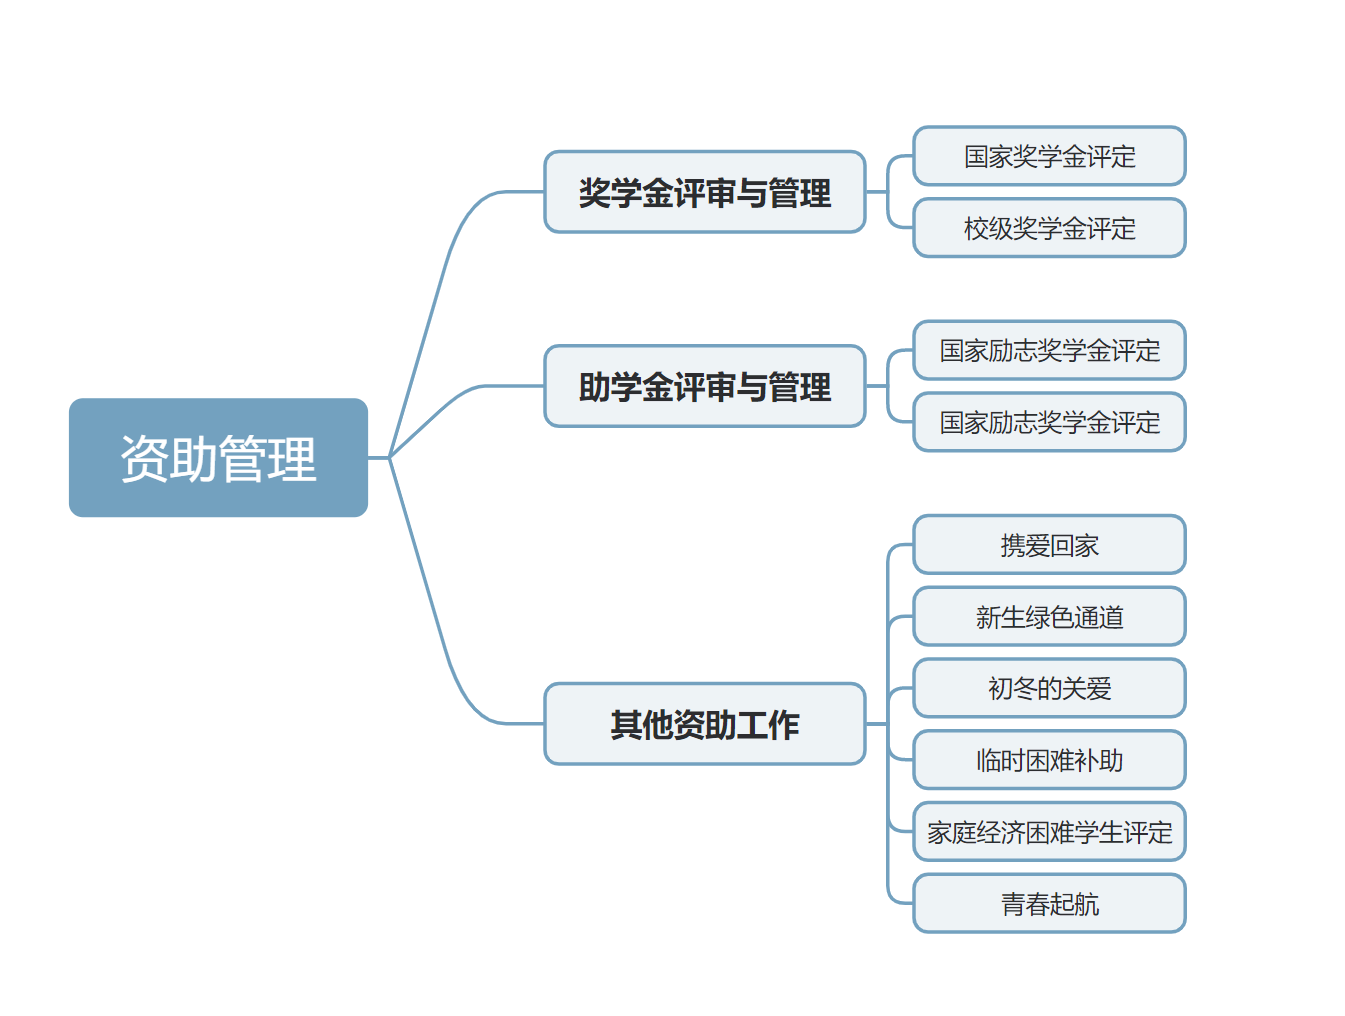 资助管理
奖学金评审与管理
国家奖学金评定
校级奖学金评定
助学金评审与管理
国家励志奖学金评定
国家励志奖学金评定
其他资助工作
携爱回家
新生绿色通道
初冬的关爱
临时困难补助
家庭经济困难学生评定
青春起航